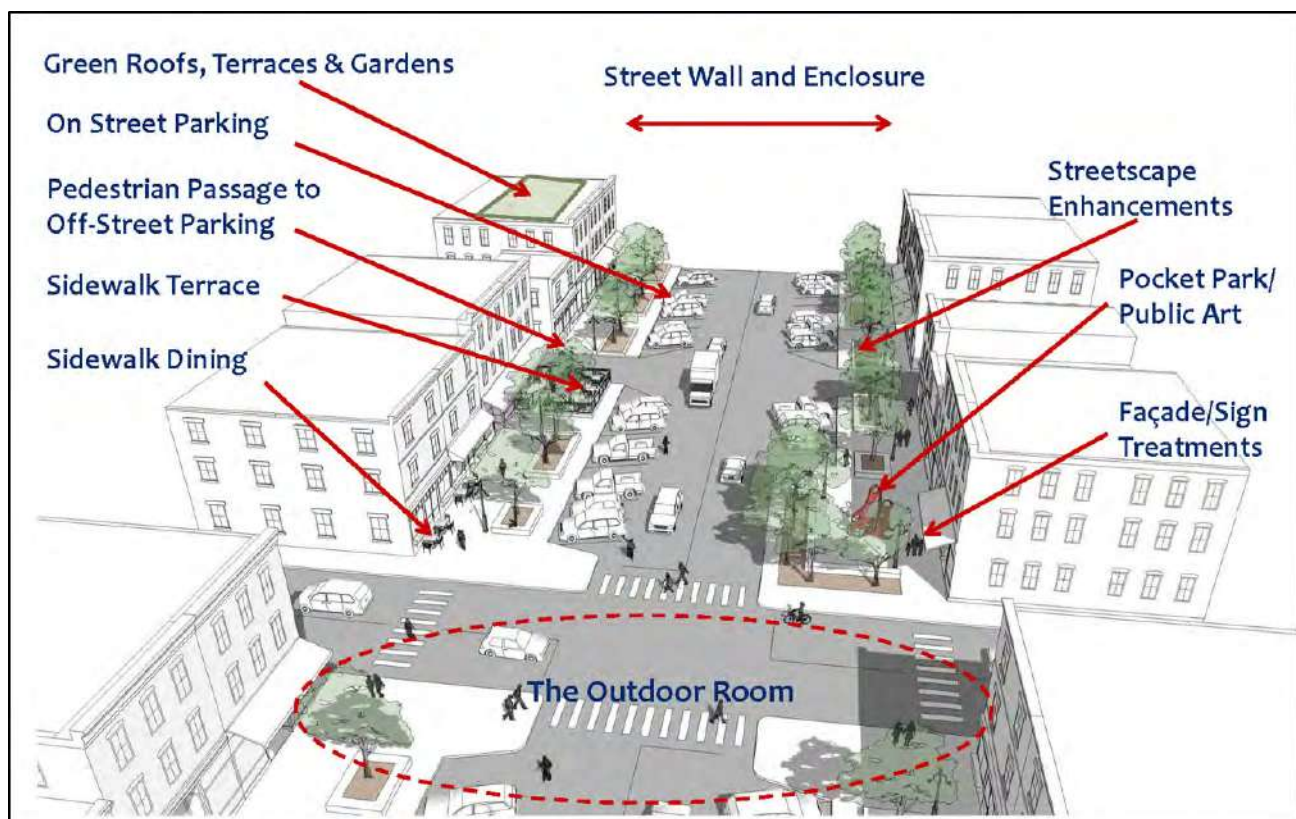 Green Roofs, Terraces & Gardens
Street Wall and Enclosure
On Street Parking
Pedestrian Passage to
Off-Street Parking
Sidewalk Terrace
Sidewalk Dining
Streetscape
Enhancements
Pocket Park/
Public Art
Façade/Sign
Treatments
The Outdoor Room